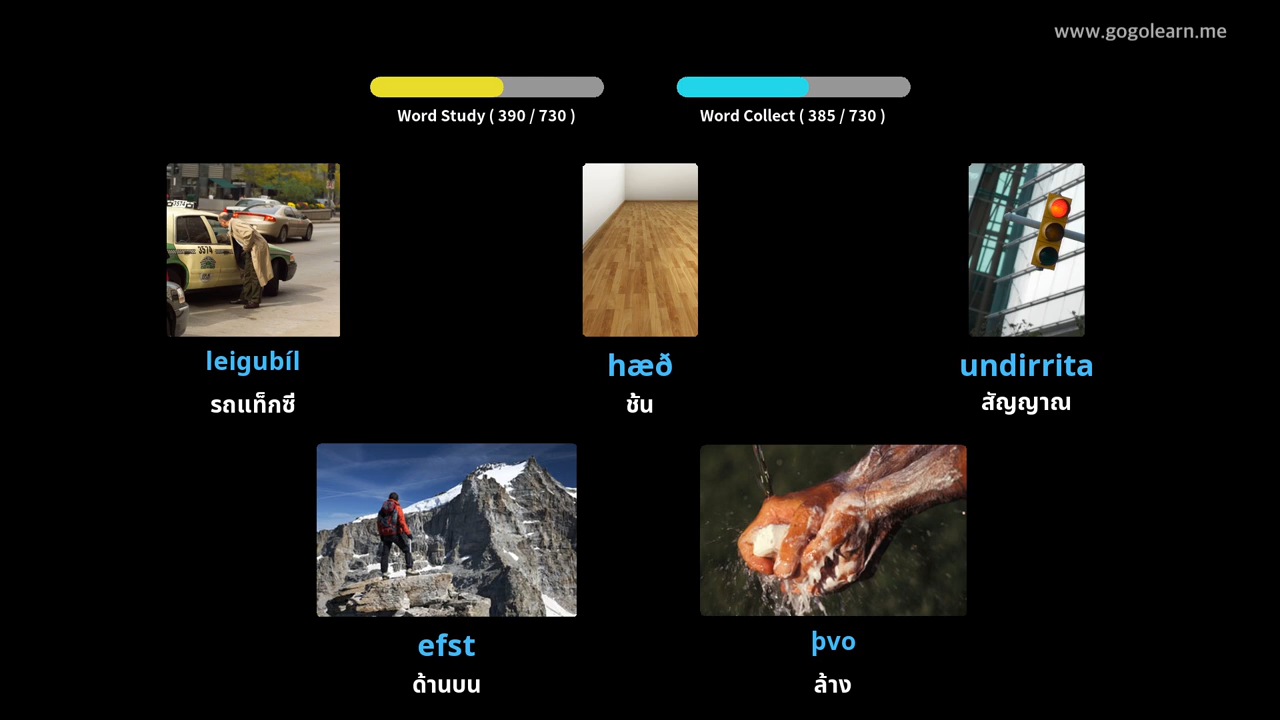 www.gogolearn.me
Word Study ( 390 / 730 )
Word Collect ( 385 / 730 )
3574
leigubíl
hæð
undirrita
รถแท็กซี่
ชั้น
สัญญาณ
efst
þvo
ด้านบน
ล้าง